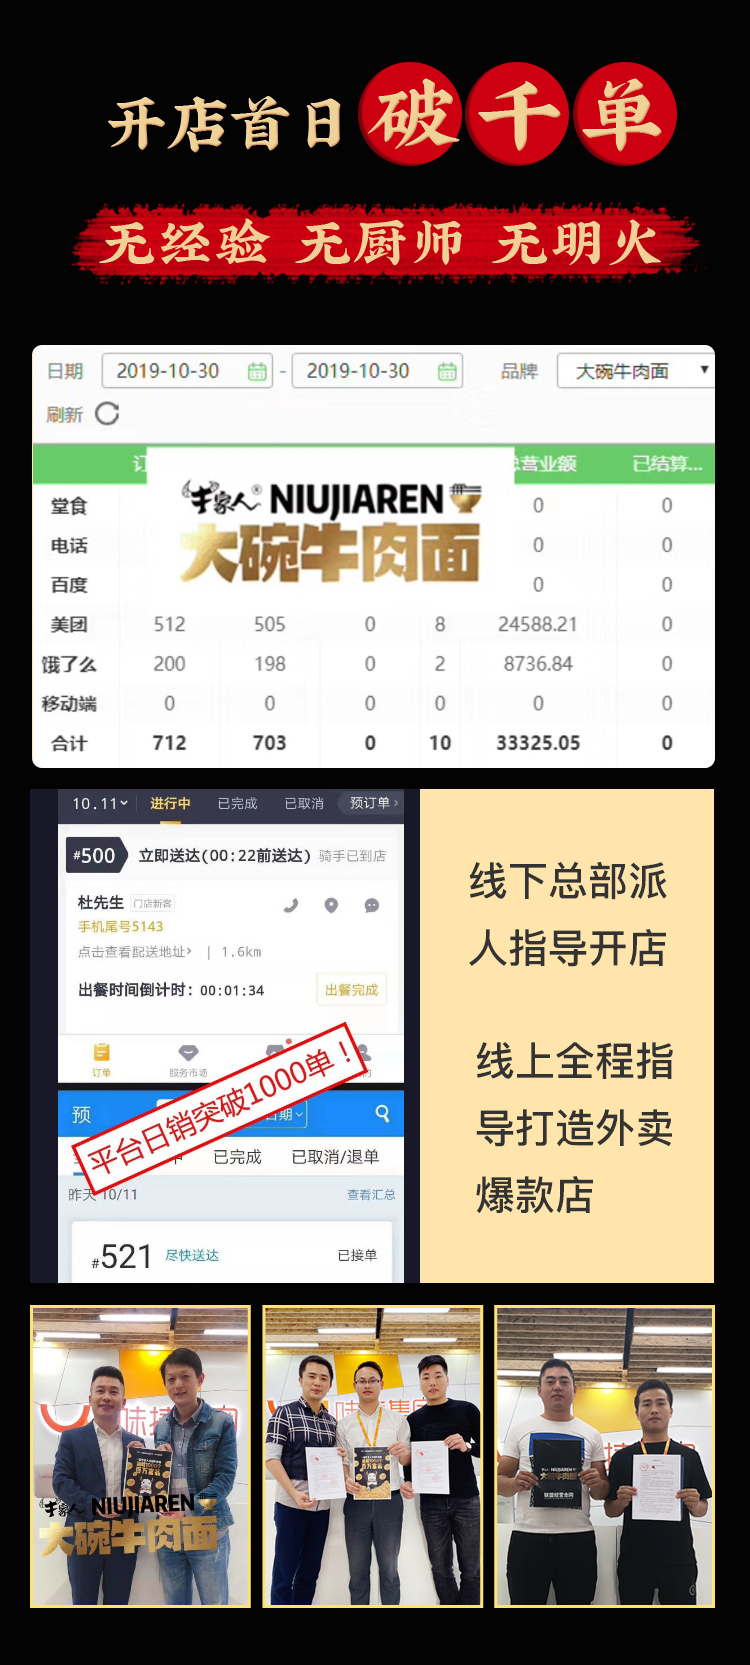 开店首日破千单
无经验 无厨师 无明火
日期 2019-10-30 - 2019-10-30 品牌 大碗牛肉面
刷新
总营业额 已结算...
牛家人® NIUJIAREN
大碗牛肉面
堂食 0 0
电话 0 0
百度 0 0
美团 512 505 0 8 24588.21 0
饿了么 200 198 0 2 8736.84 0
移动端 0 0 0 0 0 0
合计 712 703 0 10 33325.05 0
10.11 进行中 已完成 已取消 预订单
#500 立即送达(00:22前送达) 骑手已到店
杜先生 门店新客
手机尾号5143
点击查看配送地址 | 1.6km
出餐时间倒计时：00:01:34 出餐完成
订单 服务市场
平台日销突破1000单！
预 日期
中 已完成 已取消/退单
昨天 10/11 查看汇总
#521 尽快送达 已接单
线下总部派
人指导开店
线上全程指
导打造外卖
爆款店
牛家人 NIUJIAREN
大碗牛肉面
NIUJIAREN
大碗牛肉面